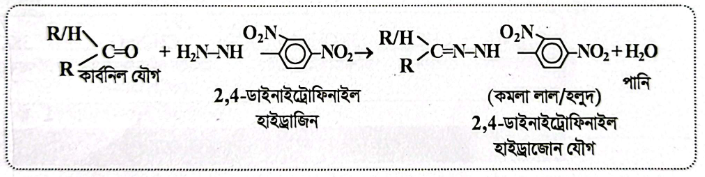 R/H R C=O + H₂N–NH O₂N NO₂ → R/H R C=N–NH O₂N NO₂ + H₂O
কার্বনিল যৌগ
পানি
2,4-ডাইনাইট্রোফিনাইল
হাইড্রাজিন
(কমলা লাল/হলুদ)
2,4-ডাইনাইট্রোফিনাইল
হাইড্রাজোন যৌগ